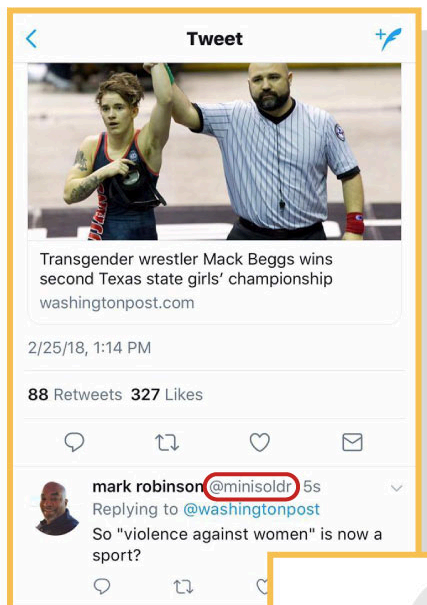 Tweet
Transgender wrestler Mack Beggs wins
second Texas state girls' championship
washingtonpost.com
2/25/18, 1:14 PM
88 Retweets 327 Likes
mark robinson @minisoldr 5s
Replying to @washingtonpost
So "violence against women" is now a
sport?